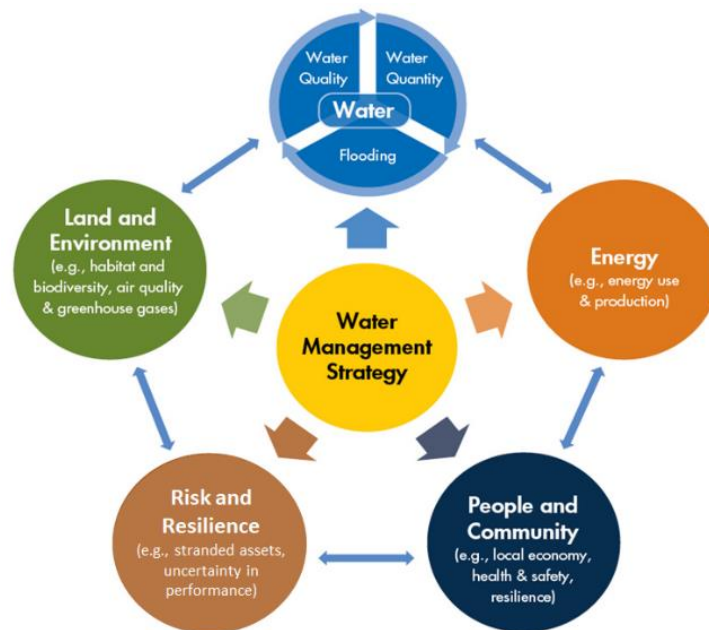 Water
Quality
Water
Quantity
Water
Flooding
Land and
Environment
(e.g., habitat and
biodiversity, air quality
& greenhouse gases)
Energy
(e.g., energy use
& production)
Water
Management
Strategy
Risk and
Resilience
(e.g., stranded assets,
uncertainty in
performance)
People and
Community
(e.g., local economy,
health & safety,
resilience)